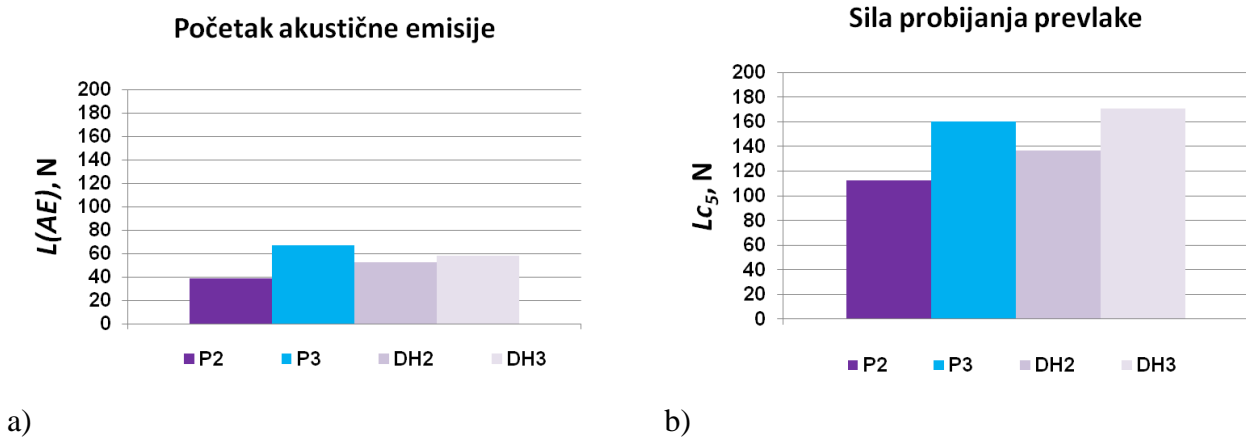 Početak akustične emisije
L(AE), N
200
180
160
140
120
100
80
60
40
20
0
P2 P3 DH2 DH3
a)
Sila probijanja prevlake
Lc5, N
200
180
160
140
120
100
80
60
40
20
0
P2 P3 DH2 DH3
b)